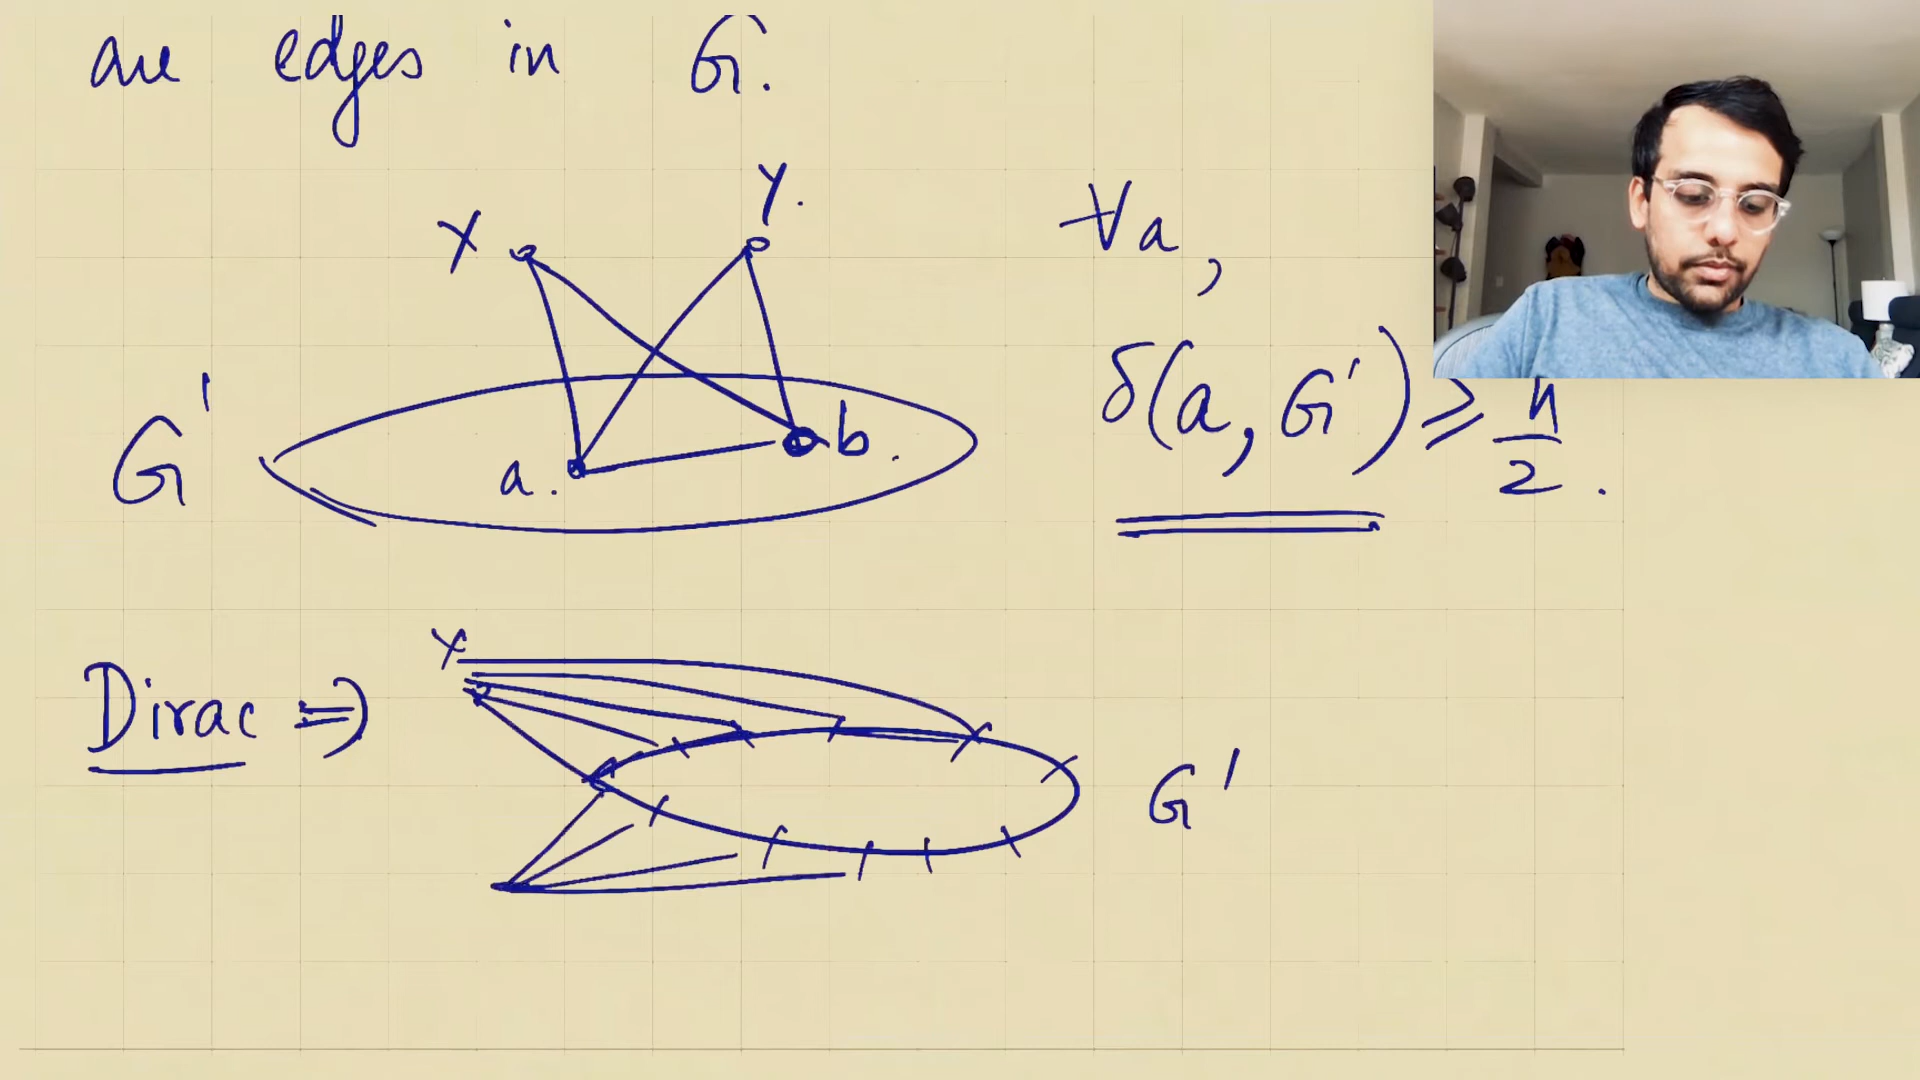 are edges in G.
X Y.
∀a,
G'
a. b.
δ(a, G') ≥ n/2.
X
Dirac ⇒
G'